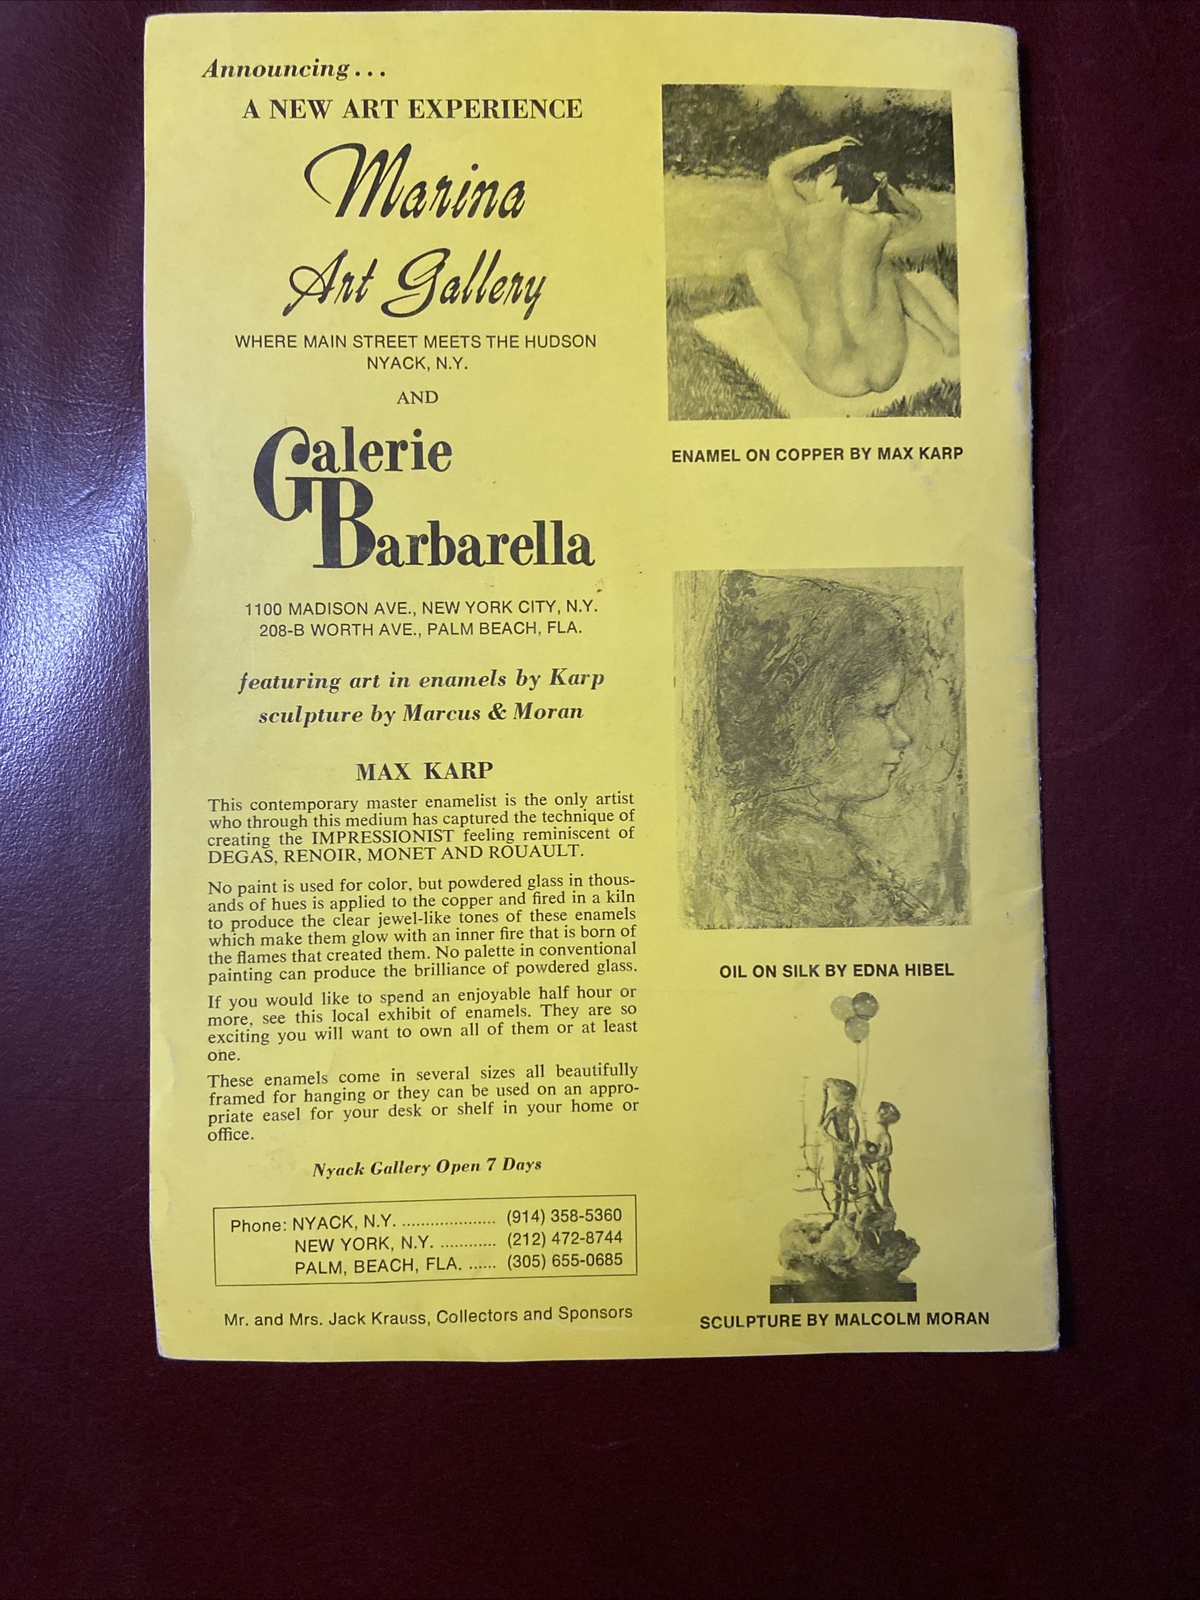 Announcing...
A NEW ART EXPERIENCE
Marina
Art Gallery
WHERE MAIN STREET MEETS THE HUDSON
NYACK, N.Y.
AND
Galerie
Barbarella
1100 MADISON AVE., NEW YORK CITY, N.Y.
208-B WORTH AVE., PALM BEACH, FLA.
featuring art in enamels by Karp
sculpture by Marcus & Moran
MAX KARP
This contemporary master enamelist is the only artist
who through this medium has captured the technique of
creating the IMPRESSIONIST feeling reminiscent of
DEGAS, RENOIR, MONET AND ROUAULT.
No paint is used for color, but powdered glass in thous-
ands of hues is applied to the copper and fired in a kiln
to produce the clear jewel-like tones of these enamels
which make them glow with an inner fire that is born of
the flames that created them. No palette in conventional
painting can produce the brilliance of powdered glass.
If you would like to spend an enjoyable half hour or
more, see this local exhibit of enamels. They are so
exciting you will want to own all of them or at least
one.
These enamels come in several sizes all beautifully
framed for hanging or they can be used on an appro-
priate easel for your desk or shelf in your home or
office.
Nyack Gallery Open 7 Days
Phone: NYACK, N.Y. .................... (914) 358-5360
NEW YORK, N.Y. ............ (212) 472-8744
PALM, BEACH, FLA. ...... (305) 655-0685
Mr. and Mrs. Jack Krauss, Collectors and Sponsors
ENAMEL ON COPPER BY MAX KARP
OIL ON SILK BY EDNA HIBEL
SCULPTURE BY MALCOLM MORAN